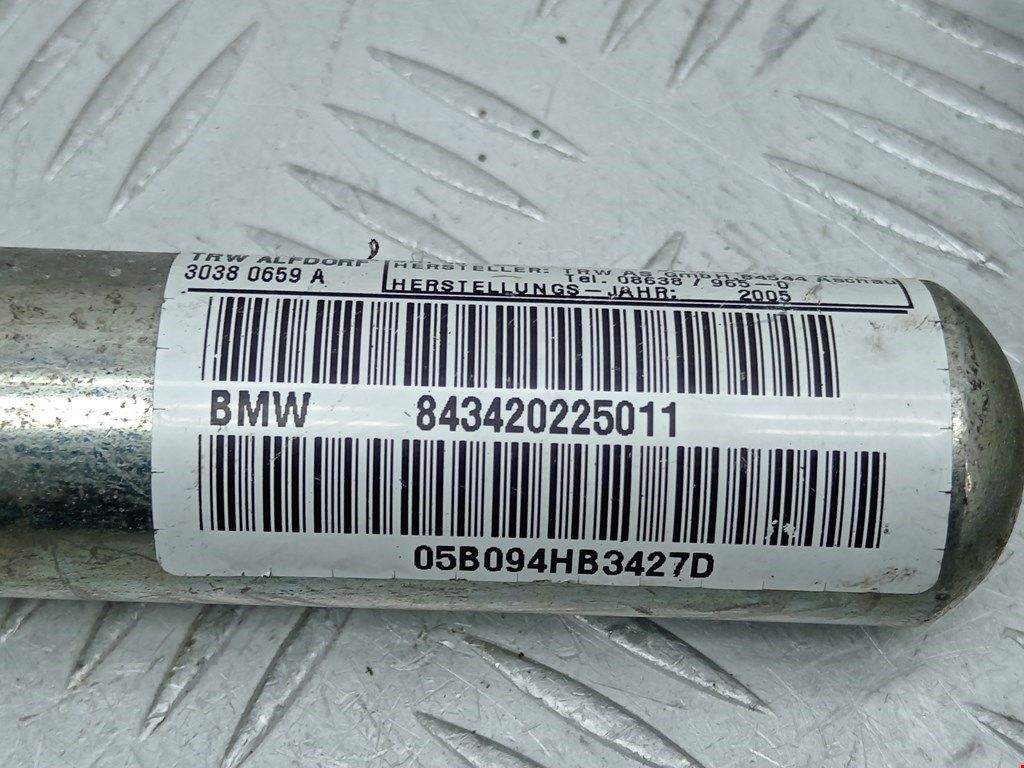 TRW ALFDORF
3038 0659 A
HERSTELLER: TRW AS GmbH-84544 Aschau
Tel. 08638 / 965-0
HERSTELLUNGS-JAHR: 2005
BMW 843420225011
05B094HB3427D